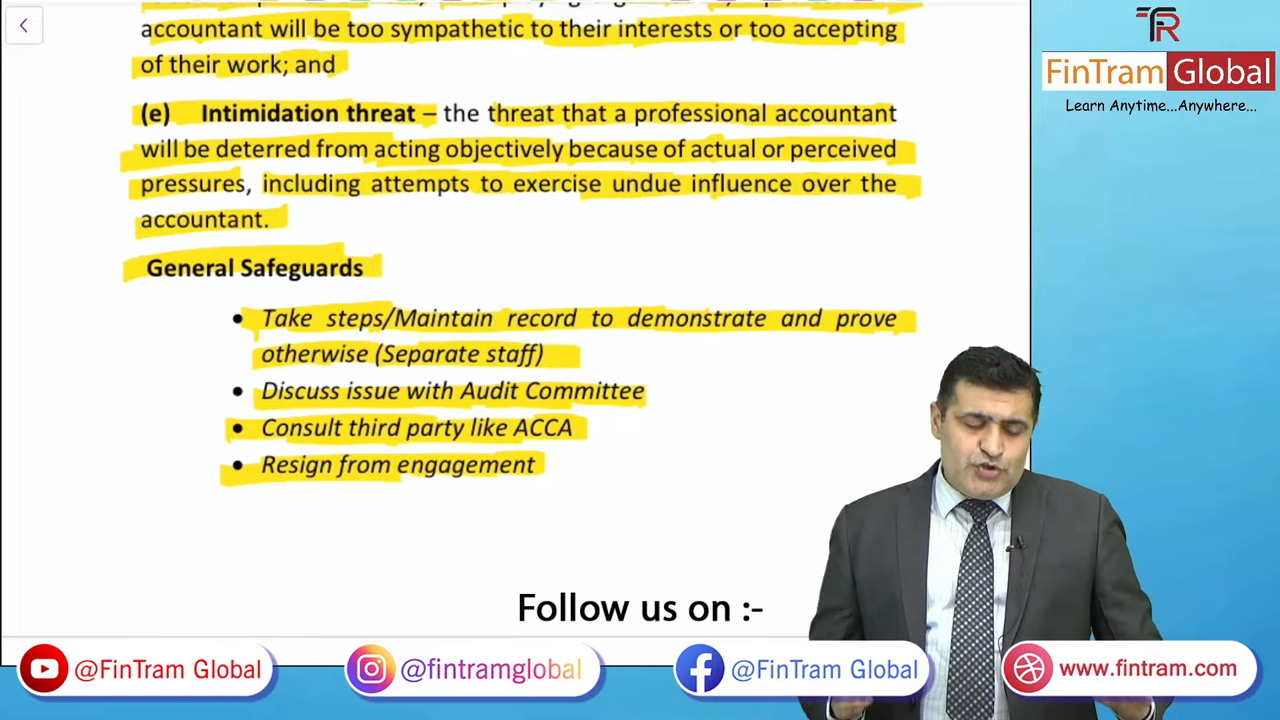 accountant will be too sympathetic to their interests or too accepting
of their work; and
(e) Intimidation threat – the threat that a professional accountant
will be deterred from acting objectively because of actual or perceived
pressures, including attempts to exercise undue influence over the
accountant.
General Safeguards
• Take steps/Maintain record to demonstrate and prove
otherwise (Separate staff)
• Discuss issue with Audit Committee
• Consult third party like ACCA
• Resign from engagement
FinTram Global
Learn Anytime...Anywhere...
Follow us on :-
@FinTram Global
@fintramglobal
@FinTram Global
www.fintram.com